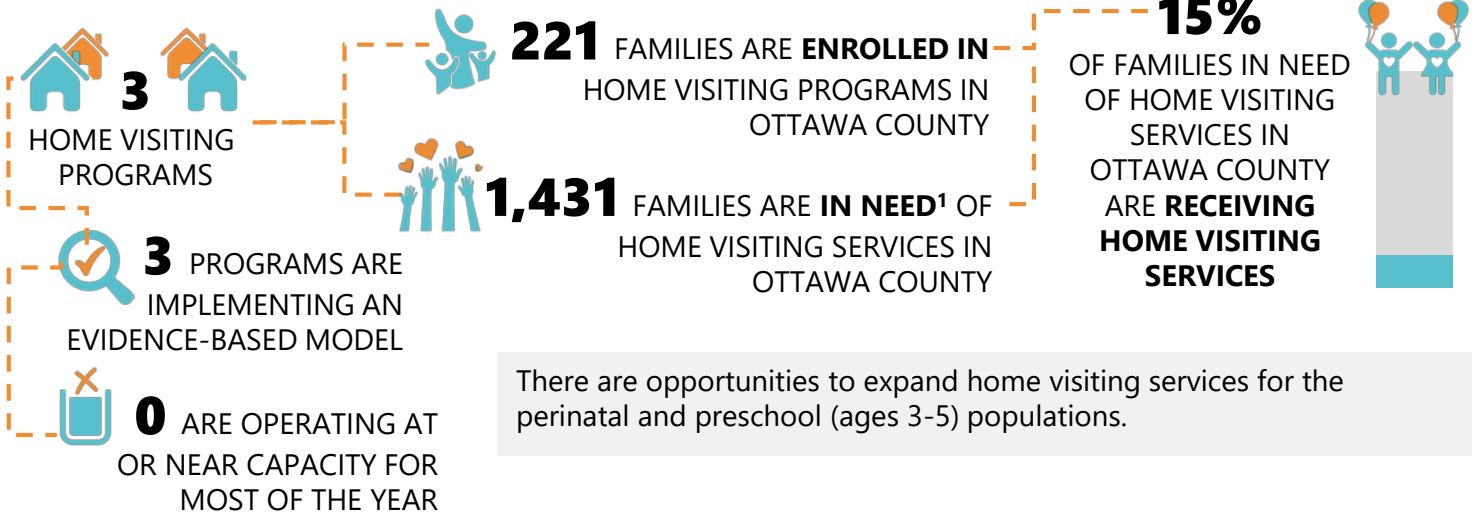 3
HOME VISITING
PROGRAMS
3 PROGRAMS ARE
IMPLEMENTING AN
EVIDENCE-BASED MODEL
0 ARE OPERATING AT
OR NEAR CAPACITY FOR
MOST OF THE YEAR
221 FAMILIES ARE ENROLLED IN
HOME VISITING PROGRAMS IN
OTTAWA COUNTY
1,431 FAMILIES ARE IN NEED¹ OF
HOME VISITING SERVICES IN
OTTAWA COUNTY
15%
OF FAMILIES IN NEED
OF HOME VISITING
SERVICES IN
OTTAWA COUNTY
ARE RECEIVING
HOME VISITING
SERVICES
There are opportunities to expand home visiting services for the
perinatal and preschool (ages 3-5) populations.